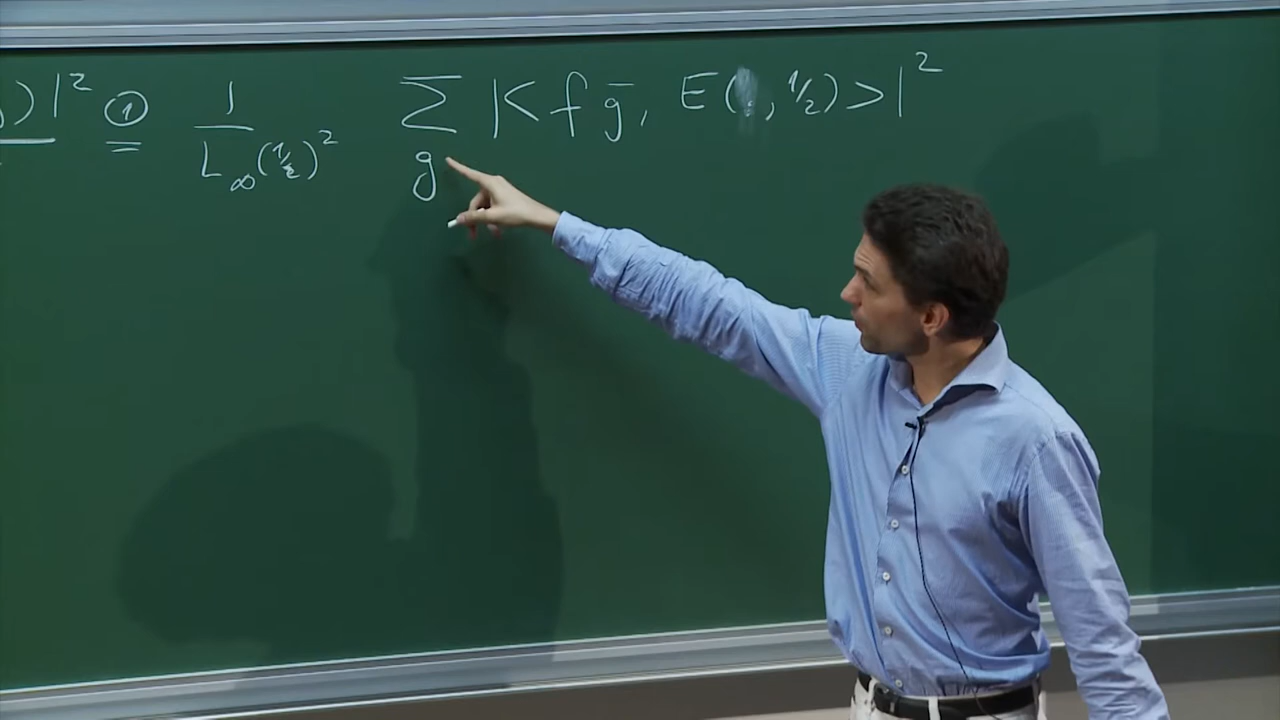 )|² ①= 1/L∞(1/2)² Σ_g |< f ḡ, E(·, 1/2) >|²